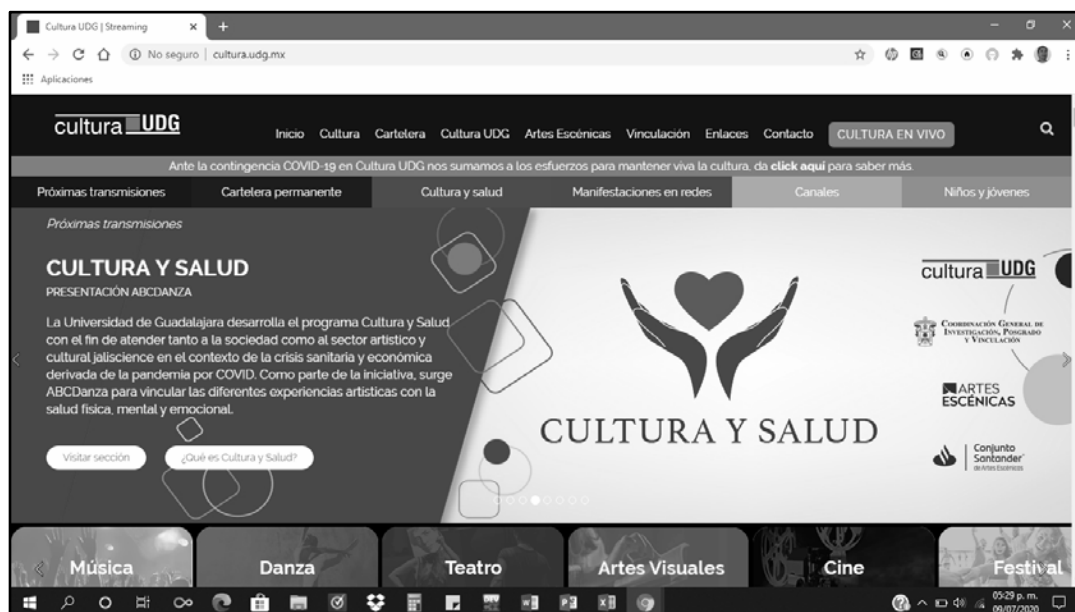 Cultura UDG | Streaming
No seguro | cultura.udg.mx
Aplicaciones
cultura UDG
Inicio Cultura Cartelera Cultura UDG Artes Escénicas Vinculación Enlaces Contacto CULTURA EN VIVO
Ante la contingencia COVID-19 en Cultura UDG nos sumamos a los esfuerzos para mantener viva la cultura, da click aquí para saber más.
Próximas transmisiones Cartelera permanente Cultura y salud Manifestaciones en redes Canales Niños y jóvenes
Próximas transmisiones
CULTURA Y SALUD
PRESENTACIÓN ABCDANZA
La Universidad de Guadalajara desarrolla el programa Cultura y Salud
con el fin de atender tanto a la sociedad como al sector artístico y
cultural jalisciense en el contexto de la crisis sanitaria y económica
derivada de la pandemia por COVID. Como parte de la iniciativa, surge
ABCDanza para vincular las diferentes experiencias artísticas con la
salud física, mental y emocional.
Visitar sección ¿Qué es Cultura y Salud?
CULTURA Y SALUD
cultura UDG
COORDINACIÓN GENERAL DE
INVESTIGACIÓN, POSGRADO
Y VINCULACIÓN
ARTES
ESCÉNICAS
Conjunto
Santander
de Artes Escénicas
Música Danza Teatro Artes Visuales Cine Festival
05:29 p. m.
09/07/2020